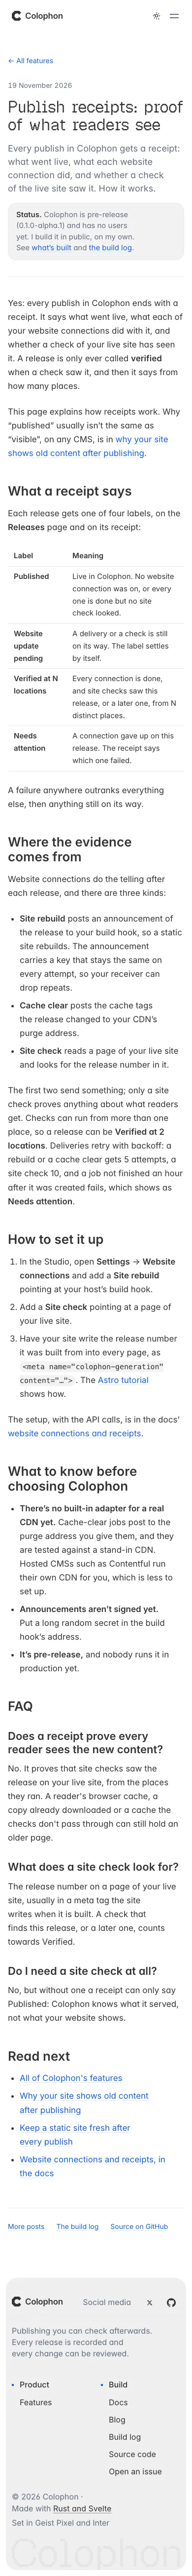 Colophon
← All features
19 November 2026
Publish receipts: proof
of what readers see
Every publish in Colophon gets a receipt:
what went live, what each website
connection did, and whether a check
of the live site saw it. How it works.
Status. Colophon is pre-release
(0.1.0-alpha.1) and has no users
yet. I build it in public, on my own.
See what's built and the build log.
Yes: every publish in Colophon ends with a
receipt. It says what went live, what each of
your website connections did with it, and
whether a check of your live site has seen
it. A release is only ever called verified
when a check saw it, and then it says from
how many places.
This page explains how receipts work. Why
“published” usually isn't the same as
“visible”, on any CMS, is in why your site
shows old content after publishing.
What a receipt says
Each release gets one of four labels, on the
Releases page and on its receipt:
Label Meaning
Published Live in Colophon. No website
connection was on, or every
one is done but no site
check looked.
Website
update
pending
A delivery or a check is still
on its way. The label settles
by itself.
Verified at N
locations
Every connection is done,
and site checks saw this
release, or a later one, from N
distinct places.
Needs
attention
A connection gave up on this
release. The receipt says
which one failed.
A failure anywhere outranks everything
else, then anything still on its way.
Where the evidence
comes from
Website connections do the telling after
each release, and there are three kinds:
• Site rebuild posts an announcement of
the release to your build hook, so a static
site rebuilds. The announcement
carries a key that stays the same on
every attempt, so your receiver can
drop repeats.
• Cache clear posts the cache tags
the release changed to your CDN's
purge address.
• Site check reads a page of your live site
and looks for the release number in it.
The first two send something; only a site
check proves anything about what readers
get. Checks can run from more than one
place, so a release can be Verified at 2
locations. Deliveries retry with backoff: a
rebuild or a cache clear gets 5 attempts, a
site check 10, and a job not finished an hour
after it was created fails, which shows as
Needs attention.
How to set it up
1. In the Studio, open Settings → Website
connections and add a Site rebuild
pointing at your host's build hook.
2. Add a Site check pointing at a page of
your live site.
3. Have your site write the release number
it was built from into every page, as
<meta name="colophon-generation"
content="…">. The Astro tutorial
shows how.
The setup, with the API calls, is in the docs'
website connections and receipts.
What to know before
choosing Colophon
• There's no built-in adapter for a real
CDN yet. Cache-clear jobs post to the
purge address you give them, and they
are tested against a stand-in CDN.
Hosted CMSs such as Contentful run
their own CDN for you, which is less to
set up.
• Announcements aren't signed yet.
Put a long random secret in the build
hook's address.
• It's pre-release, and nobody runs it in
production yet.
FAQ
Does a receipt prove every
reader sees the new content?
No. It proves that site checks saw the
release on your live site, from the places
they ran. A reader's browser cache, a
copy already downloaded or a cache the
checks don't pass through can still hold an
older page.
What does a site check look for?
The release number on a page of your live
site, usually in a meta tag the site
writes when it is built. A check that
finds this release, or a later one, counts
towards Verified.
Do I need a site check at all?
No, but without one a receipt can only say
Published: Colophon knows what it served,
not what your website shows.
Read next
• All of Colophon's features
• Why your site shows old content
after publishing
• Keep a static site fresh after
every publish
• Website connections and receipts, in
the docs
More posts The build log Source on GitHub
Colophon Social media
Publishing you can check afterwards.
Every release is recorded and
every change can be reviewed.
Product
Features
Build
Docs
Blog
Build log
Source code
Open an issue
© 2026 Colophon ·
Made with Rust and Svelte
Set in Geist Pixel and Inter
Colophon